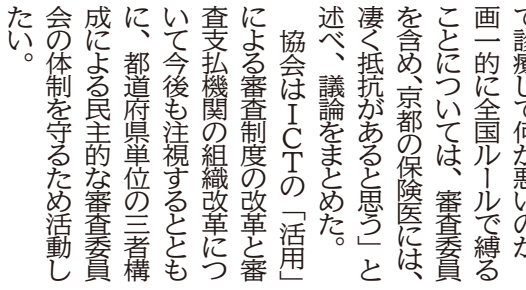 て診療して何が悪いのか
画一的に全国ルールで縛る
ことについては、審査委員
を含め、京都の保険医には、
凄く抵抗があると思う」と
述べ、議論をまとめた。
　協会はICTの「活用」
による審査制度の改革と審
査支払機関の組織改革につ
いて今後も注視するととも
に、都道府県単位の三者構
成による民主的な審査委員
会の体制を守るため活動し
たい。